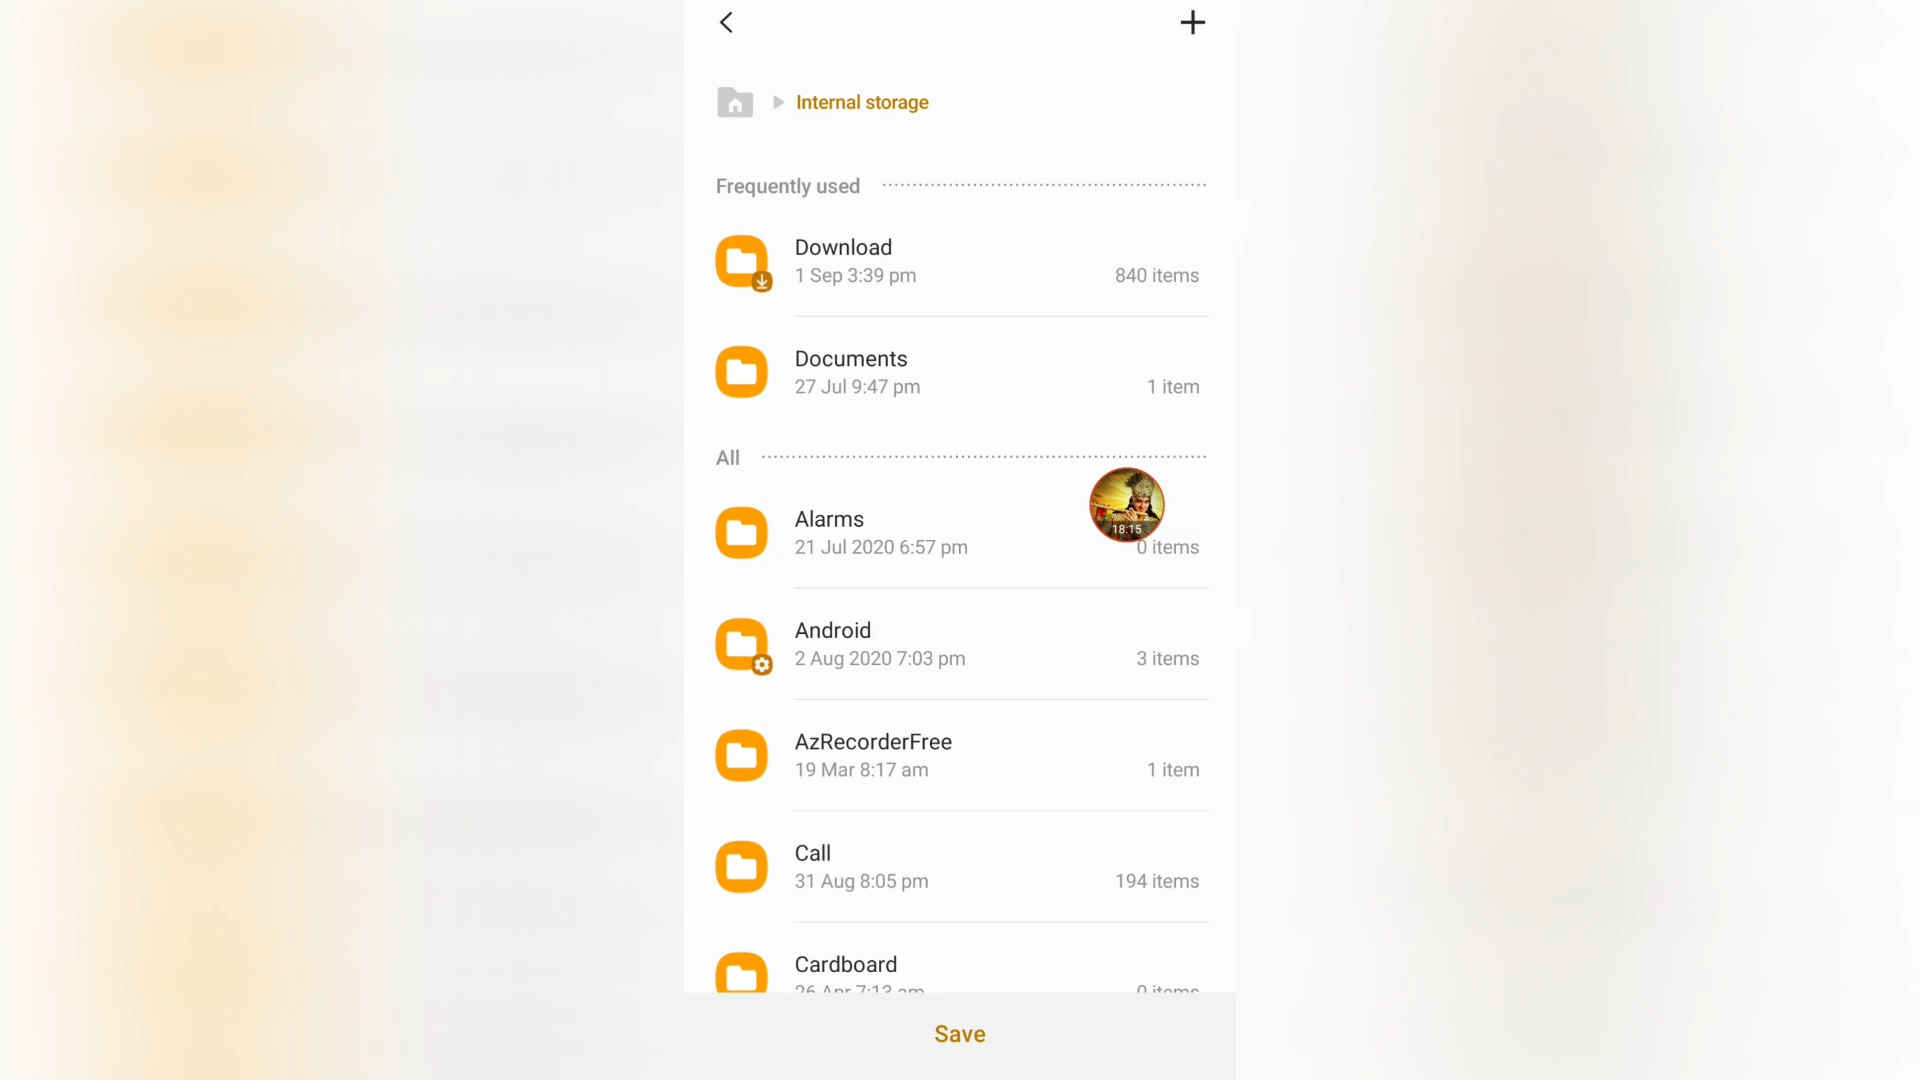 Internal storage
Frequently used
Download
1 Sep 3:39 pm 840 items
Documents
27 Jul 9:47 pm 1 item
All
Alarms
18:15
21 Jul 2020 6:57 pm 0 items
Android
2 Aug 2020 7:03 pm 3 items
AzRecorderFree
19 Mar 8:17 am 1 item
Call
31 Aug 8:05 pm 194 items
Cardboard
26 Apr 7:13 am 0 items
Save